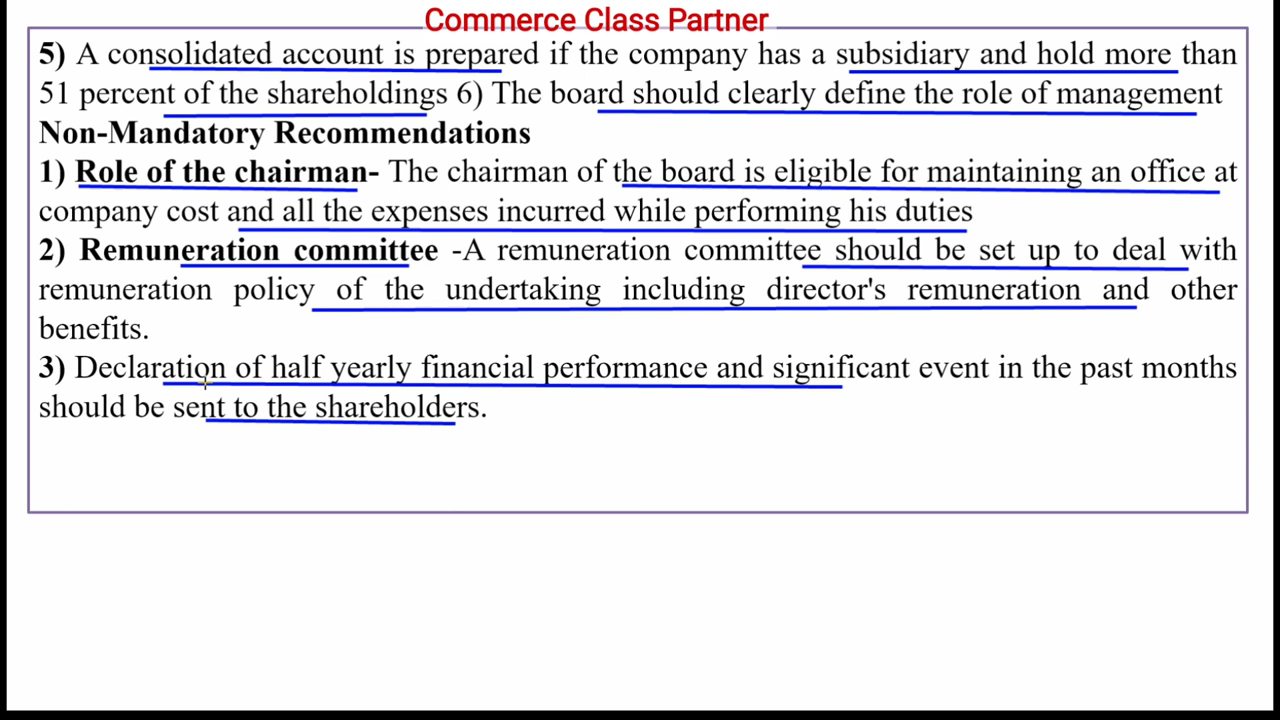 Commerce Class Partner
5) A consolidated account is prepared if the company has a subsidiary and hold more than
51 percent of the shareholdings 6) The board should clearly define the role of management
Non-Mandatory Recommendations
1) Role of the chairman- The chairman of the board is eligible for maintaining an office at
company cost and all the expenses incurred while performing his duties
2) Remuneration committee -A remuneration committee should be set up to deal with
remuneration policy of the undertaking including director's remuneration and other
benefits.
3) Declaration of half yearly financial performance and significant event in the past months
should be sent to the shareholders.